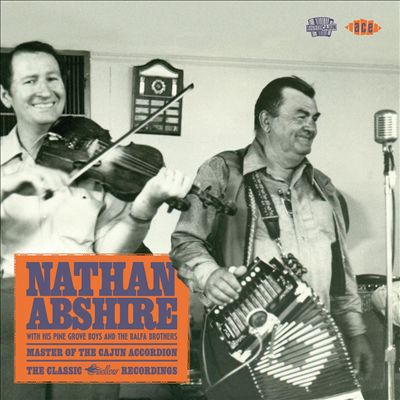 ace
NATHAN
ABSHIRE
WITH HIS PINE GROVE BOYS AND THE BALFA BROTHERS
MASTER OF THE CAJUN ACCORDION
THE CLASSIC Swallow RECORDINGS